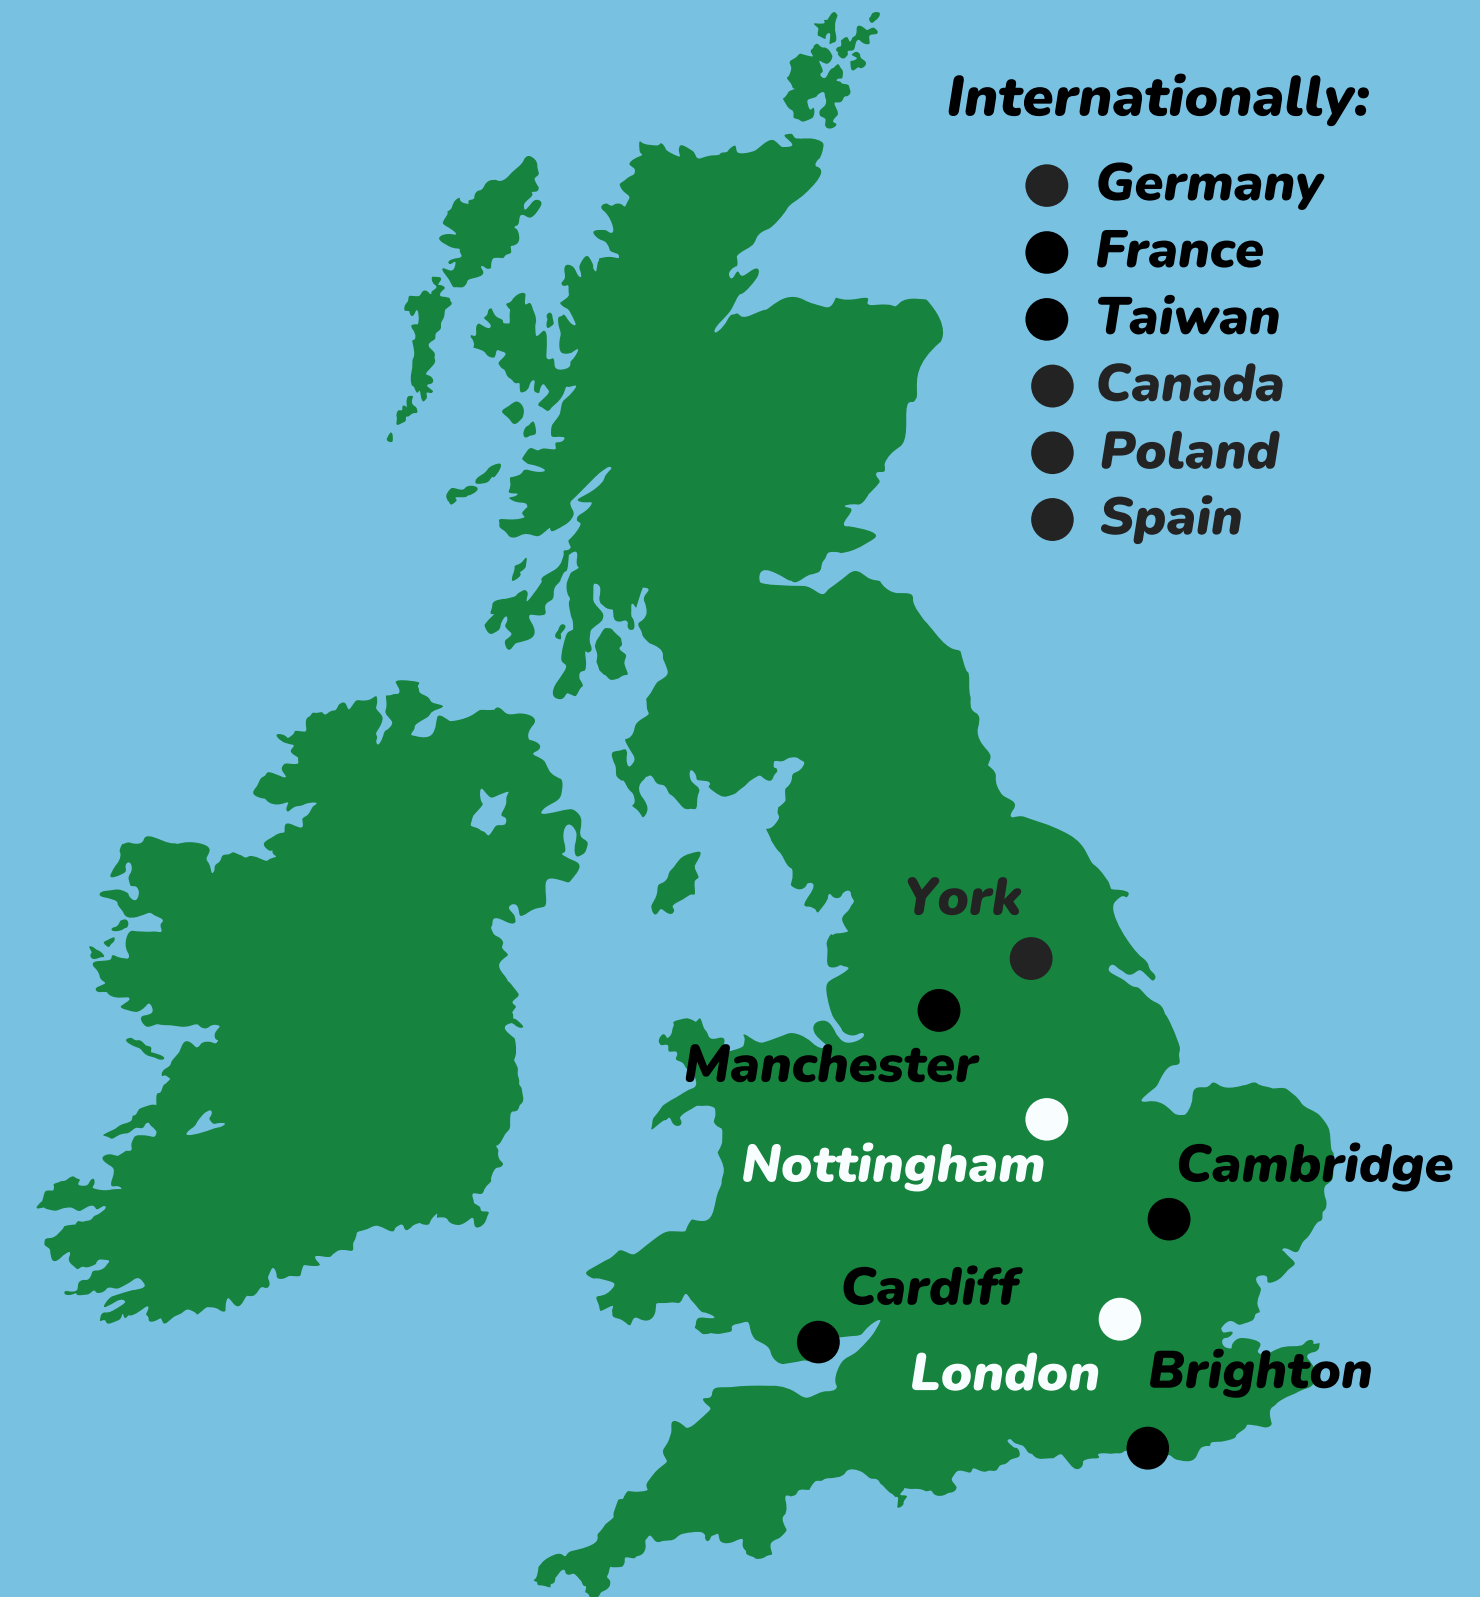 Internationally:
Germany
France
Taiwan
Canada
Poland
Spain
York
Manchester
Nottingham
Cambridge
Cardiff
London
Brighton